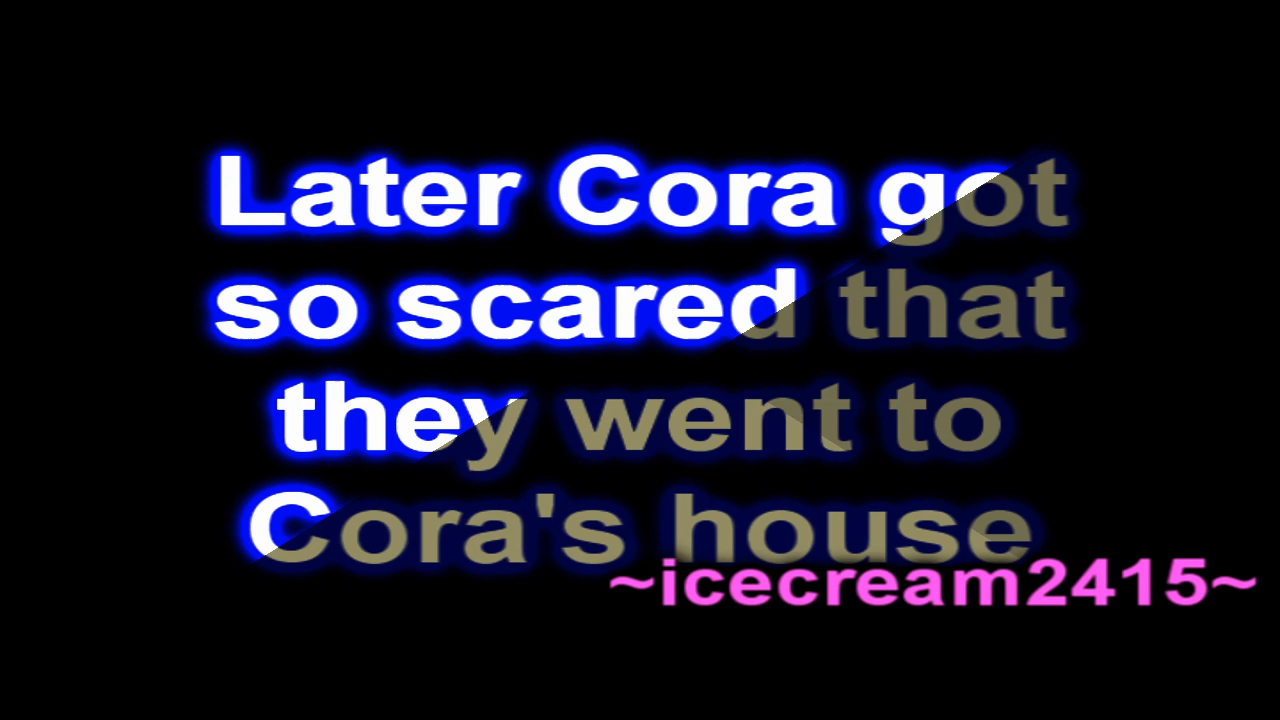 Later Cora got
so scared that
they went to
Cora's house
~icecream2415~